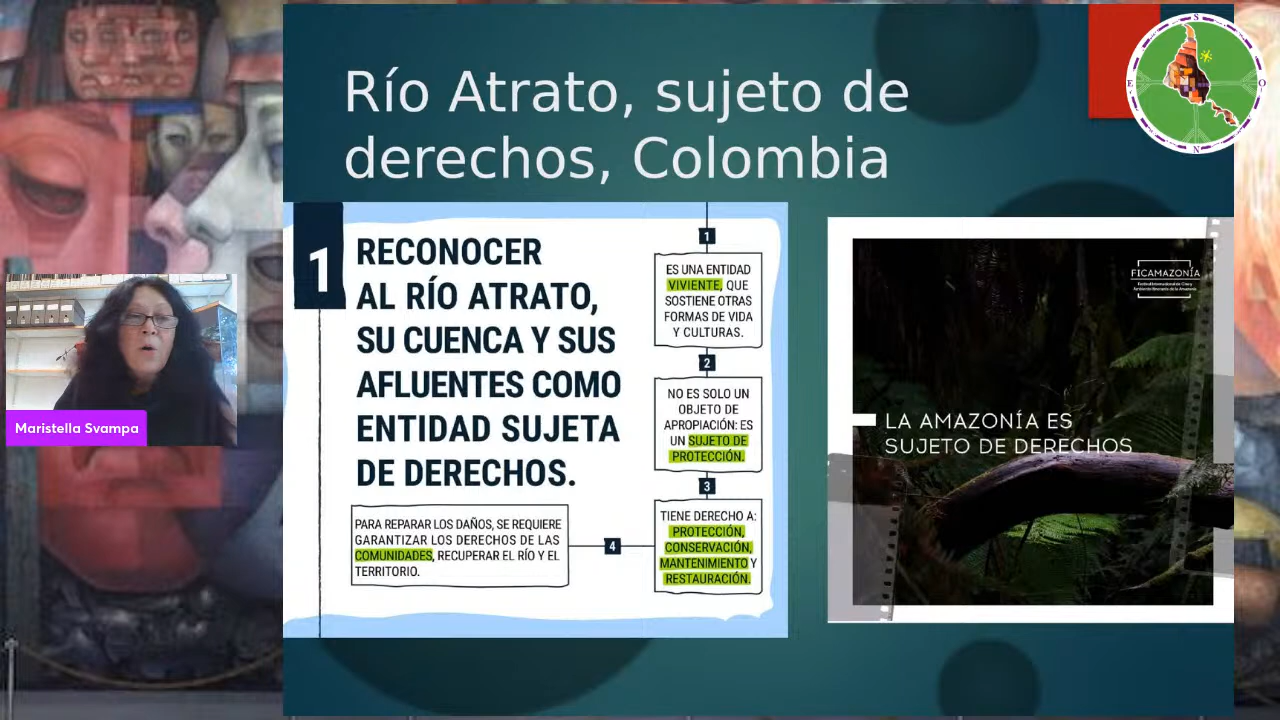 Río Atrato, sujeto de
derechos, Colombia
1
RECONOCER
AL RÍO ATRATO,
SU CUENCA Y SUS
AFLUENTES COMO
ENTIDAD SUJETA
DE DERECHOS.
1
ES UNA ENTIDAD
VIVIENTE, QUE
SOSTIENE OTRAS
FORMAS DE VIDA
Y CULTURAS.
2
NO ES SOLO UN
OBJETO DE
APROPIACIÓN: ES
UN SUJETO DE
PROTECCIÓN.
3
TIENE DERECHO A:
PROTECCIÓN,
CONSERVACIÓN,
MANTENIMIENTO Y
RESTAURACIÓN.
4
PARA REPARAR LOS DAÑOS, SE REQUIERE
GARANTIZAR LOS DERECHOS DE LAS
COMUNIDADES, RECUPERAR EL RÍO Y EL
TERRITORIO.
FICAMAZONÍA
LA AMAZONÍA ES
SUJETO DE DERECHOS
Maristella Svampa
S
E
O
N